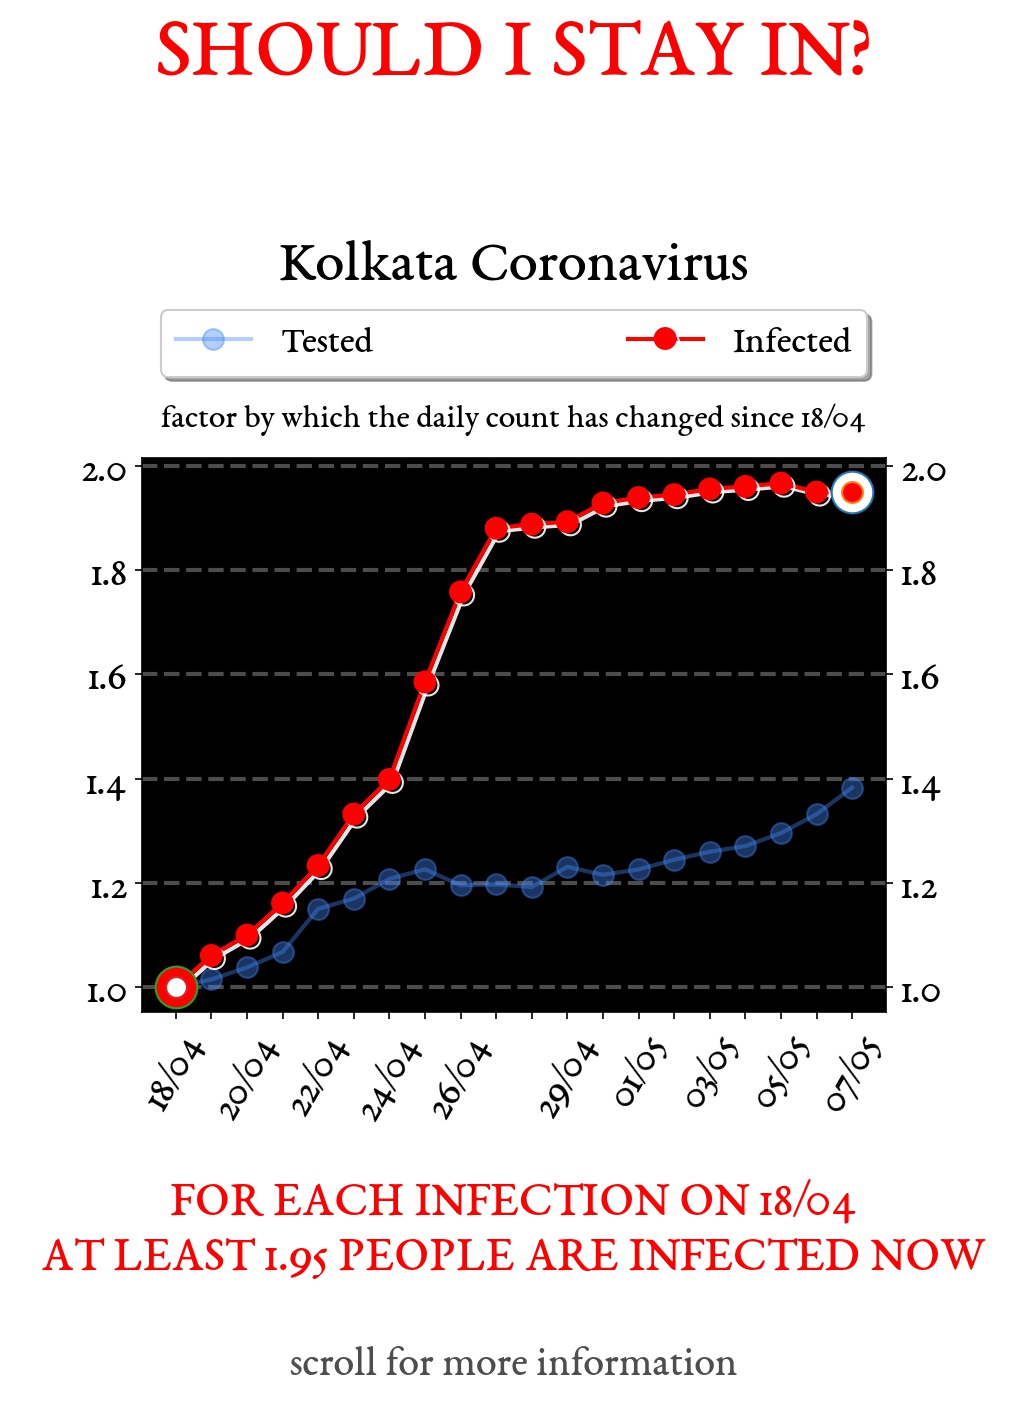 SHOULD I STAY IN?
Kolkata Coronavirus
Tested Infected
factor by which the daily count has changed since 18/04
2.0 2.0
1.8 1.8
1.6 1.6
1.4 1.4
1.2 1.2
1.0 1.0
18/04 20/04 22/04 24/04 26/04 29/04 01/05 03/05 05/05 07/05
FOR EACH INFECTION ON 18/04
AT LEAST 1.95 PEOPLE ARE INFECTED NOW
scroll for more information